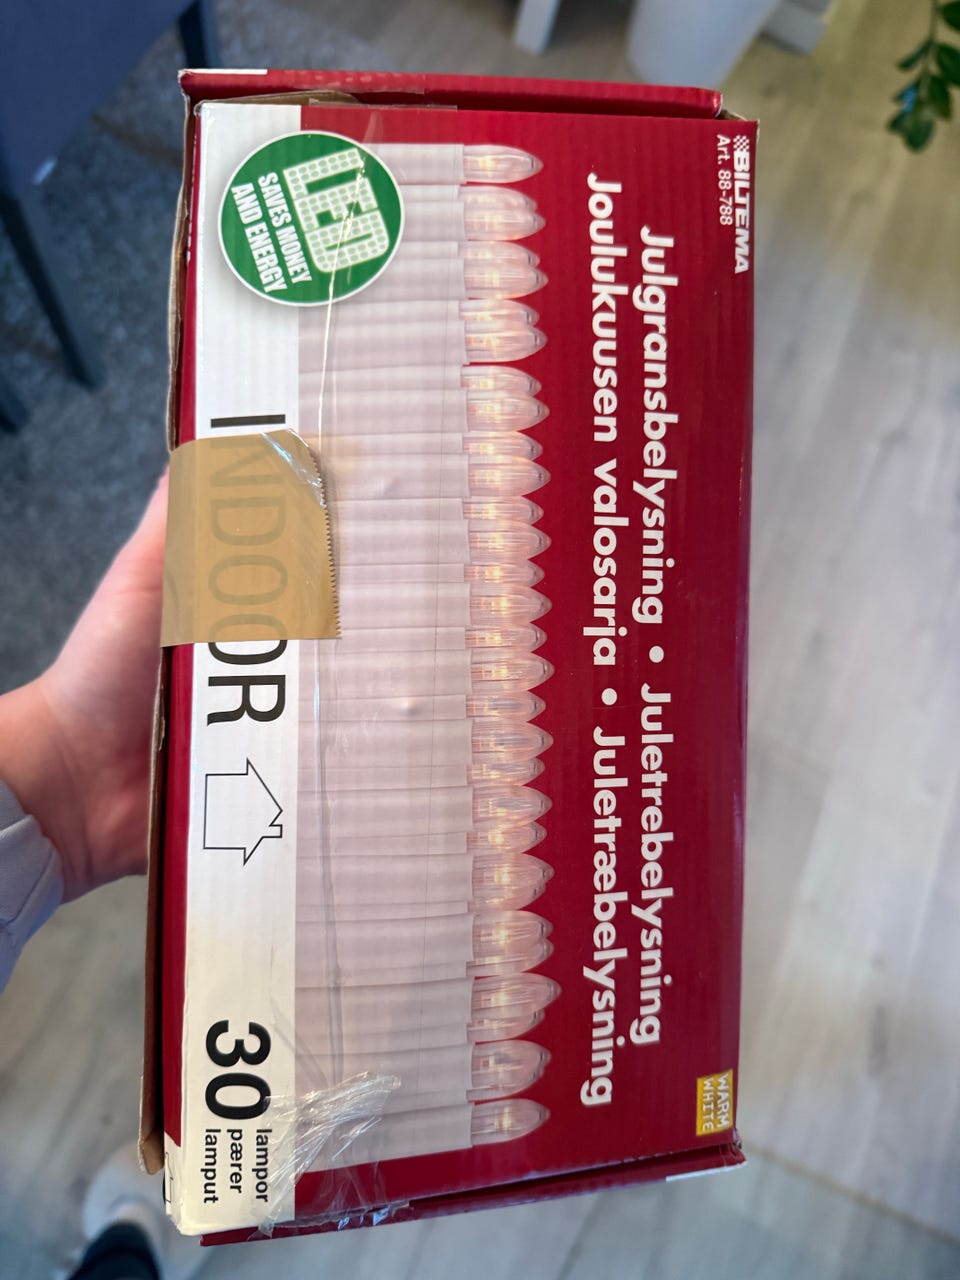 BILTEMA
Art. 88-788
Julgransbelysning • Juletrebelysning
Joulukuusen valosarja • Juletræbelysning
WARM
WHITE
LED
SAVES MONEY
AND ENERGY
INDOOR
30
lampor
pærer
lamput